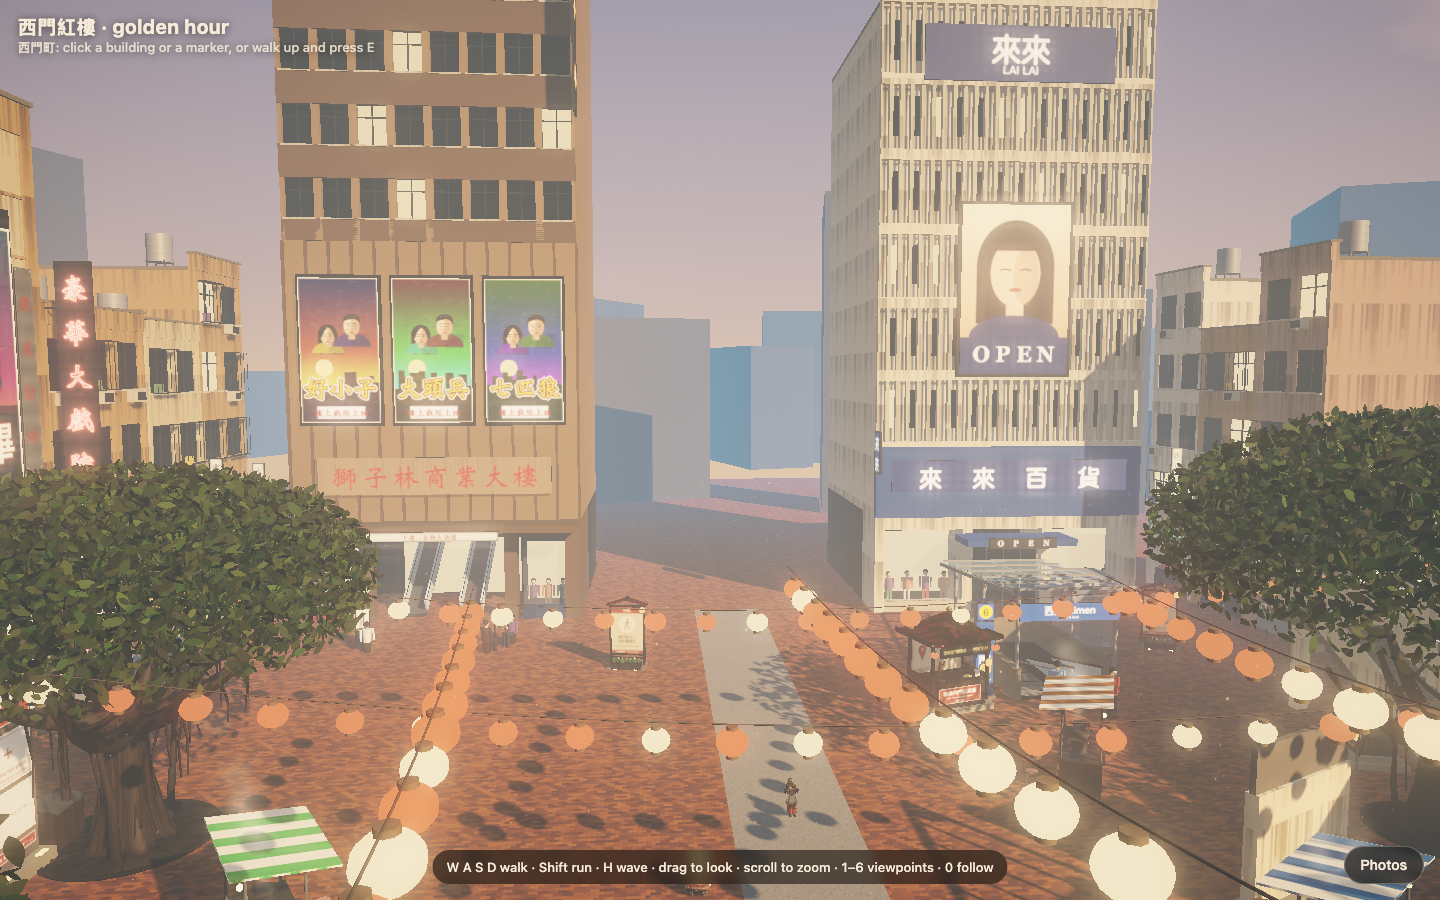 西門紅樓 · golden hour
西門町: click a building or a marker, or walk up and press E
來來
LAI LAI
豪華大戲院
好小子
大頭兵
七匹狼
OPEN
獅子林商業大樓
來來百貨
OPEN
6
W A S D walk · Shift run · H wave · drag to look · scroll to zoom · 1–6 viewpoints · 0 follow
Photos